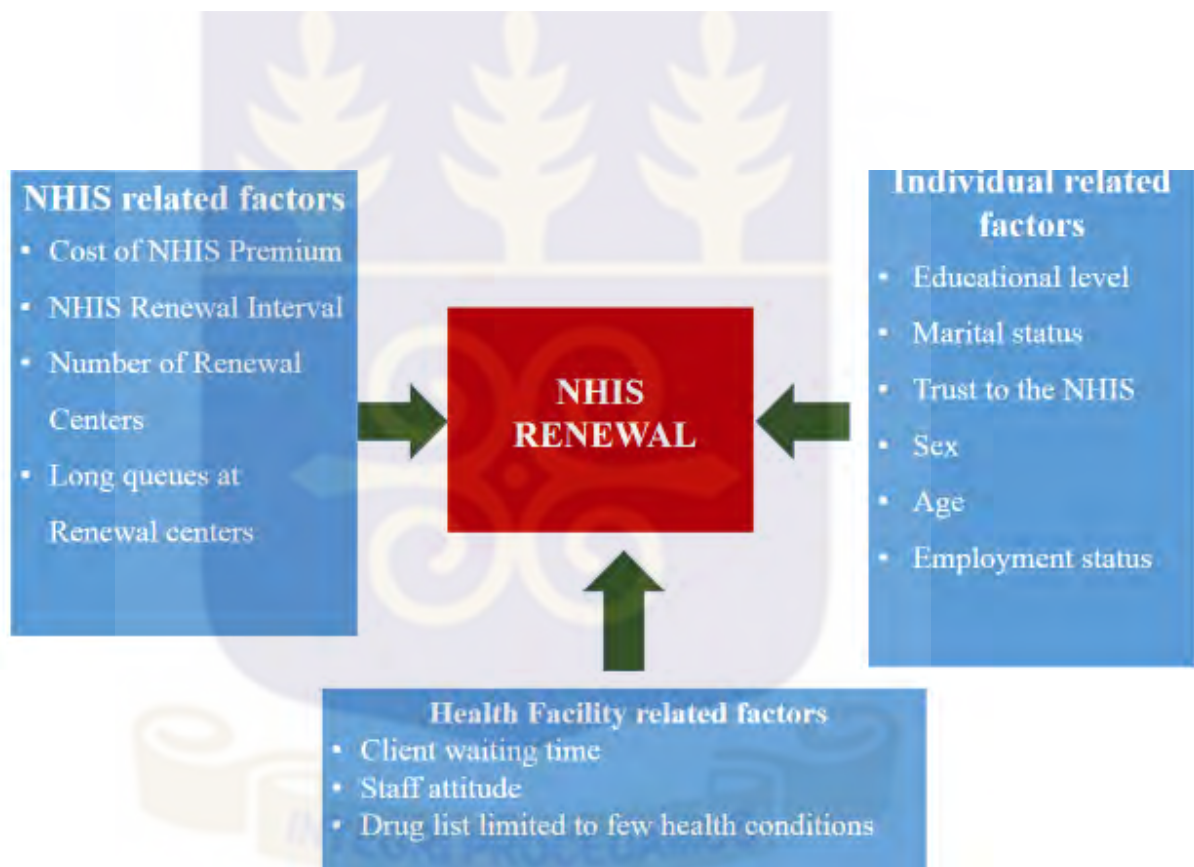 NHIS related factors
• Cost of NHIS Premium
• NHIS Renewal Interval
• Number of Renewal
Centers
• Long queues at
Renewal centers
NHIS
RENEWAL
Individual related
factors
• Educational level
• Marital status
• Trust to the NHIS
• Sex
• Age
• Employment status
Health Facility related factors
• Client waiting time
• Staff attitude
• Drug list limited to few health conditions
PROCEDAMUS